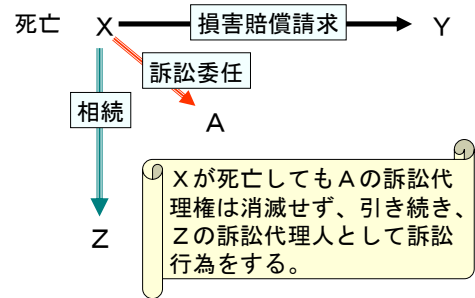 死亡 X 損害賠償請求 Y
訴訟委任
相続
A
Xが死亡してもAの訴訟代
理権は消滅せず、引き続き、
Zの訴訟代理人として訴訟
行為をする。
Z